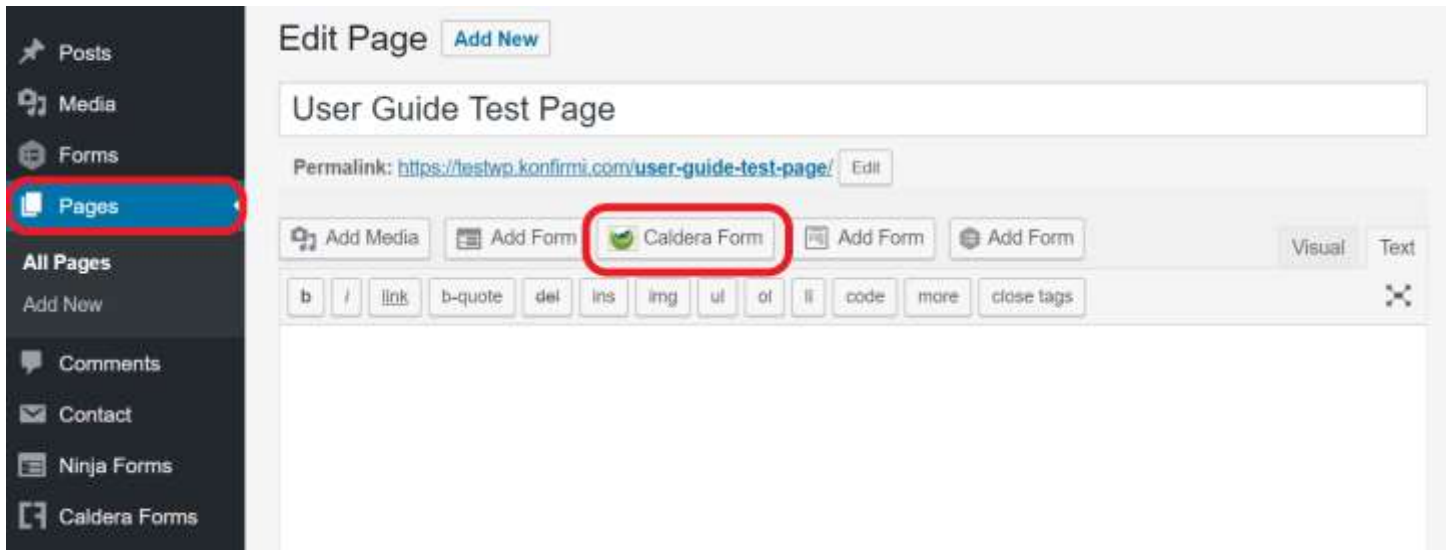 Posts
Media
Forms
Pages
All Pages
Add New
Comments
Contact
Ninja Forms
Caldera Forms
Edit Page Add New
User Guide Test Page
Permalink: https://testwp.konfirmi.com/user-guide-test-page/ Edit
Add Media Add Form Caldera Form Add Form Add Form Visual Text
b i link b-quote del ins img ul ol li code more close tags